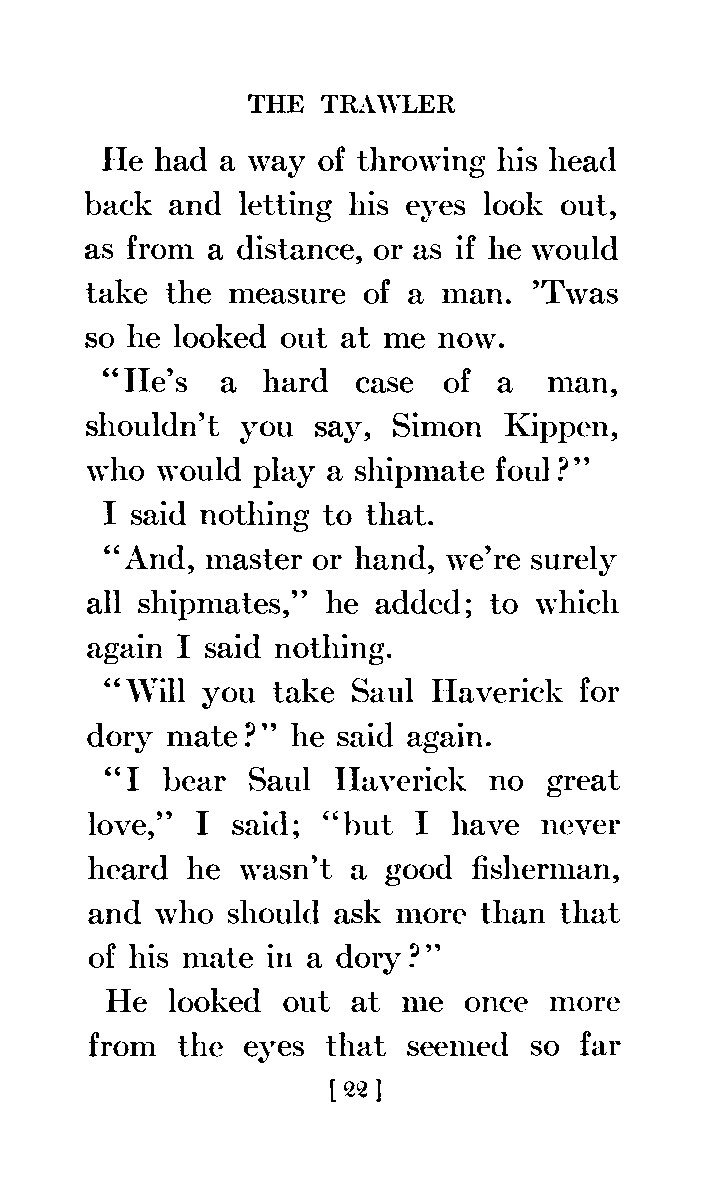 THE TRAWLER
He had a way of throwing his head
back and letting his eyes look out,
as from a distance, or as if he would
take the measure of a man. ’Twas
so he looked out at me now.
“He’s a hard case of a man,
shouldn’t you say, Simon Kippen,
who would play a shipmate foul?”
I said nothing to that.
“And, master or hand, we’re surely
all shipmates,” he added; to which
again I said nothing.
“Will you take Saul Haverick for
dory mate?” he said again.
“I bear Saul Haverick no great
love,” I said; “but I have never
heard he wasn’t a good fisherman,
and who should ask more than that
of his mate in a dory?”
He looked out at me once more
from the eyes that seemed so far
[22]